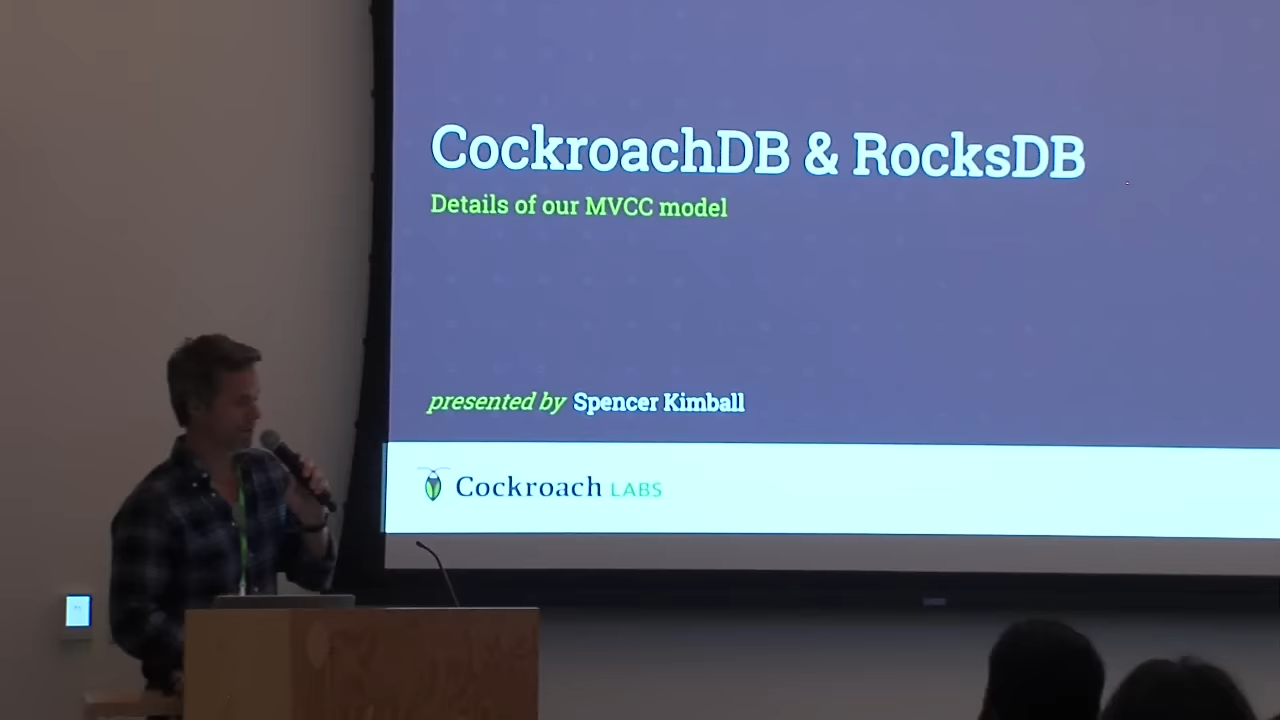 CockroachDB & RocksDB
Details of our MVCC model
presented by Spencer Kimball
Cockroach LABS